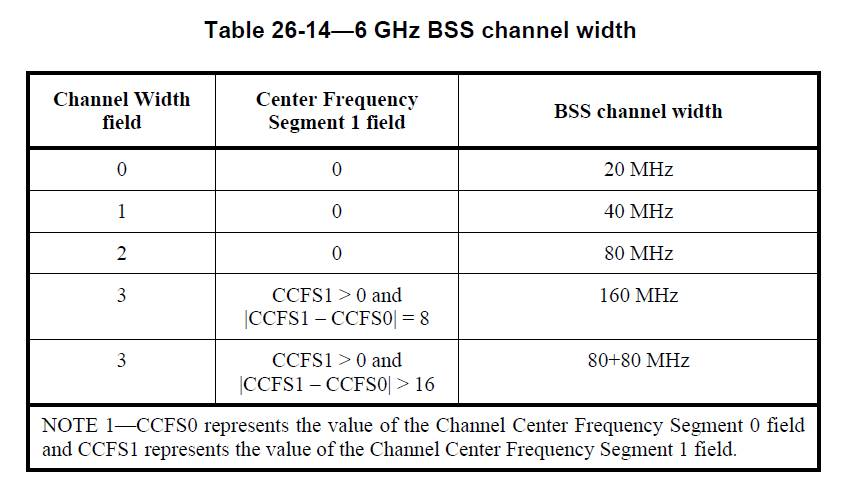 Table 26-14—6 GHz BSS channel width
Channel Width field
Center Frequency Segment 1 field
BSS channel width
0
0
20 MHz
1
0
40 MHz
2
0
80 MHz
3
CCFS1 > 0 and
|CCFS1 – CCFS0| = 8
160 MHz
3
CCFS1 > 0 and
|CCFS1 – CCFS0| > 16
80+80 MHz
NOTE 1—CCFS0 represents the value of the Channel Center Frequency Segment 0 field
and CCFS1 represents the value of the Channel Center Frequency Segment 1 field.